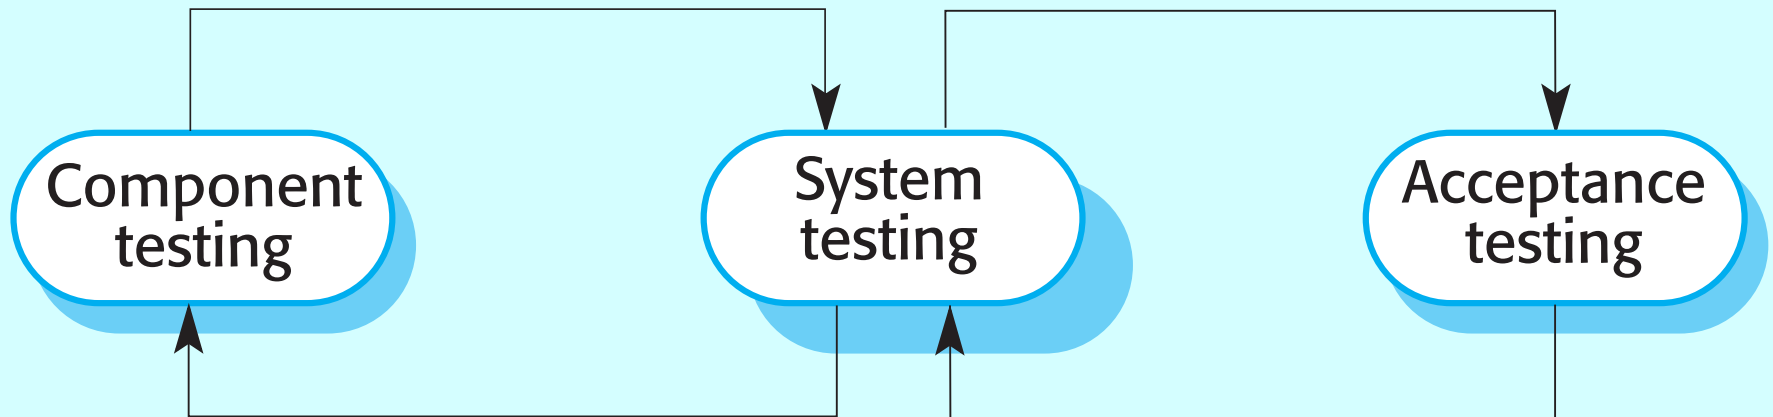 Component
testing
System
testing
Acceptance
testing